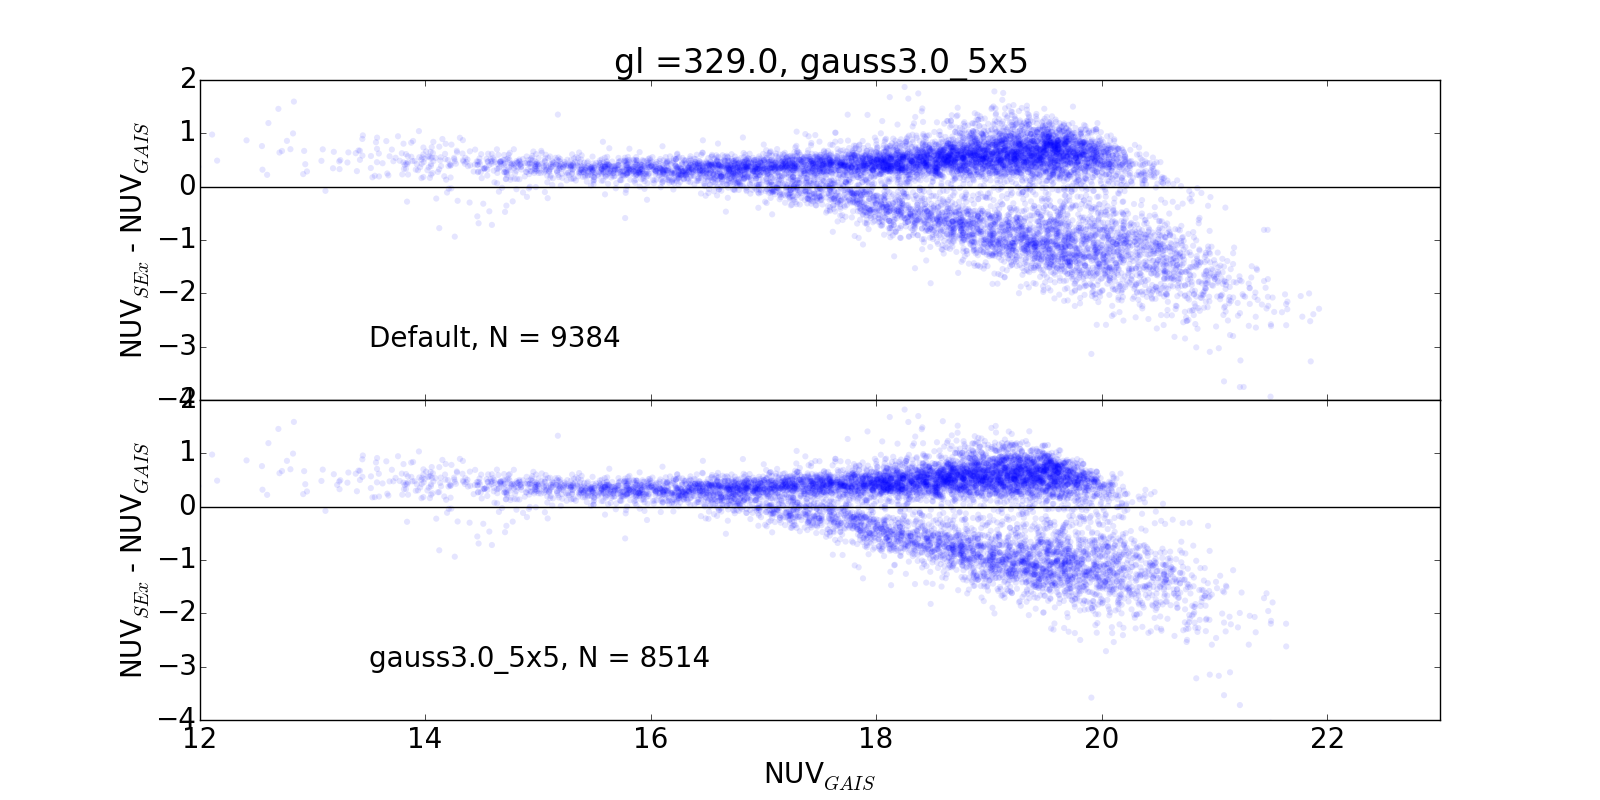 gl =329.0, gauss3.0_5x5
2
1
0
−1
−2
−3
−4
NUV_SEx - NUV_GAIS
Default, N = 9384
2
1
0
−1
−2
−3
−4
NUV_SEx - NUV_GAIS
gauss3.0_5x5, N = 8514
12 14 16 18 20 22
NUV_GAIS